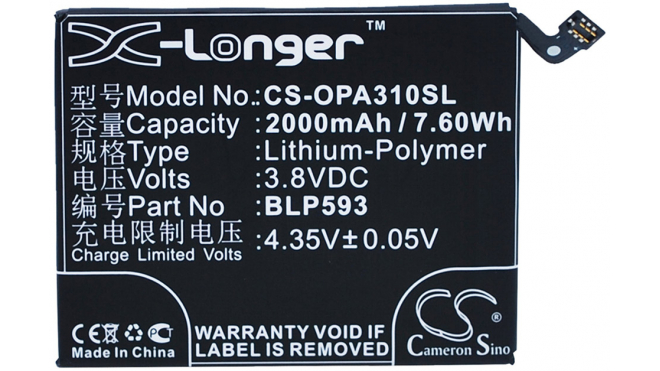 X-Longer™
型号Model No.: CS-OPA310SL
容量Capacity: 2000mAh / 7.60Wh
规格Type : Lithium-Polymer
电压Volts : 3.8VDC
编号Part No : BLP593
充电限制电压 : 4.35V±0.05V
Charge Limited Volts
CE
Made In China
WARRANTY VOID IF
LABEL IS REMOVED
CS ®
Cameron Sino